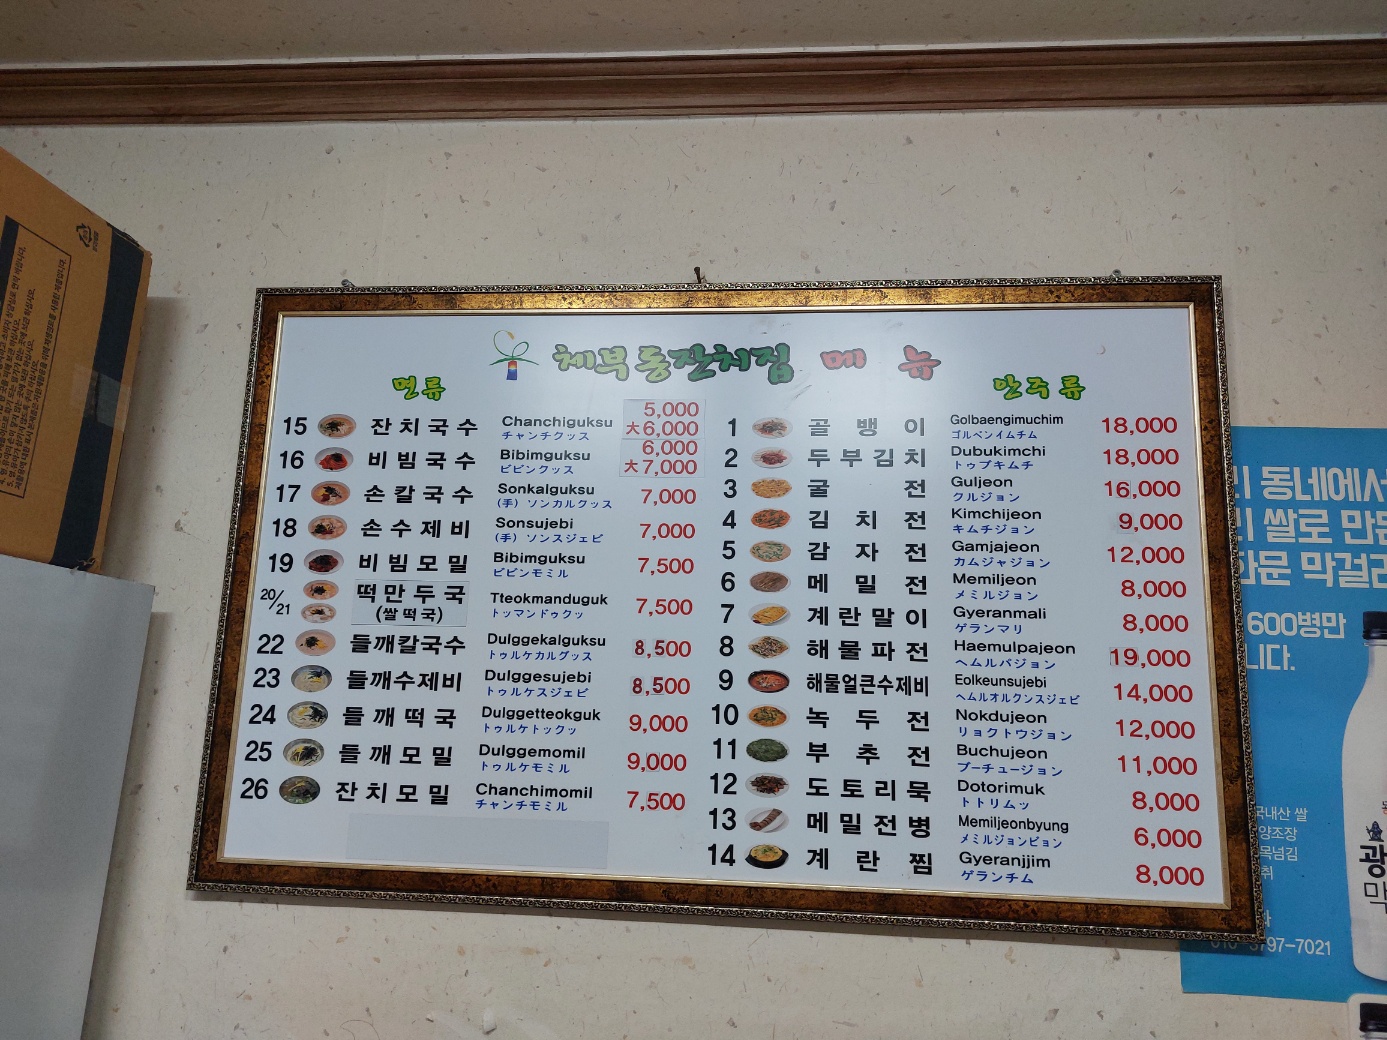 체부동잔치집 메뉴
면류
15 잔치국수 Chanchiguksu 5,000
チャンチクッス 大6,000
16 비빔국수 Bibimguksu 6,000
ビビンクッス 大7,000
17 손칼국수 Sonkalguksu 7,000
(手) ソンカルグッス
18 손수제비 Sonsujebi 7,000
(手) ソンスジェビ
19 비빔모밀 Bibimguksu 7,500
ビビンモミル
20/21 떡만두국 Tteokmanduguk 7,500
(쌀떡국) トッマンドゥクッ
22 들깨칼국수 Dulggekalguksu 8,500
トゥルケカルグッス
23 들깨수제비 Dulggesujebi 8,500
トゥルケスジェビ
24 들깨떡국 Dulggetteokguk 9,000
トゥルケトックッ
25 들깨모밀 Dulggemomil 9,000
トゥルケモミル
26 잔치모밀 Chanchimomil 7,500
チャンチモミル
안주류
1 골뱅이 Golbaengimuchim 18,000
ゴルベンイムチム
2 두부김치 Dubukimchi 18,000
トゥブキムチ
3 굴전 Guljeon 16,000
クルジョン
4 김치전 Kimchijeon 9,000
キムチジョン
5 감자전 Gamjajeon 12,000
カムジャジョン
6 메밀전 Memiljeon 8,000
メミルジョン
7 계란말이 Gyeranmali 8,000
ゲランマリ
8 해물파전 Haemulpajeon 19,000
ヘムルパジョン
9 해물얼큰수제비 Eolkeunsujebi 14,000
ヘムルオルクンスジェビ
10 녹두전 Nokdujeon 12,000
リョクトウジョン
11 부추전 Buchujeon 11,000
プーチュージョン
12 도토리묵 Dotorimuk 8,000
トトリムッ
13 메밀전병 Memiljeonbyung 6,000
メミルジョンビョン
14 계란찜 Gyeranjjim 8,000
ゲランチム
동네에서
쌀로 만든
막걸리
600병만
니다.
국내산 쌀
양조장
목넘김
010-3797-7021